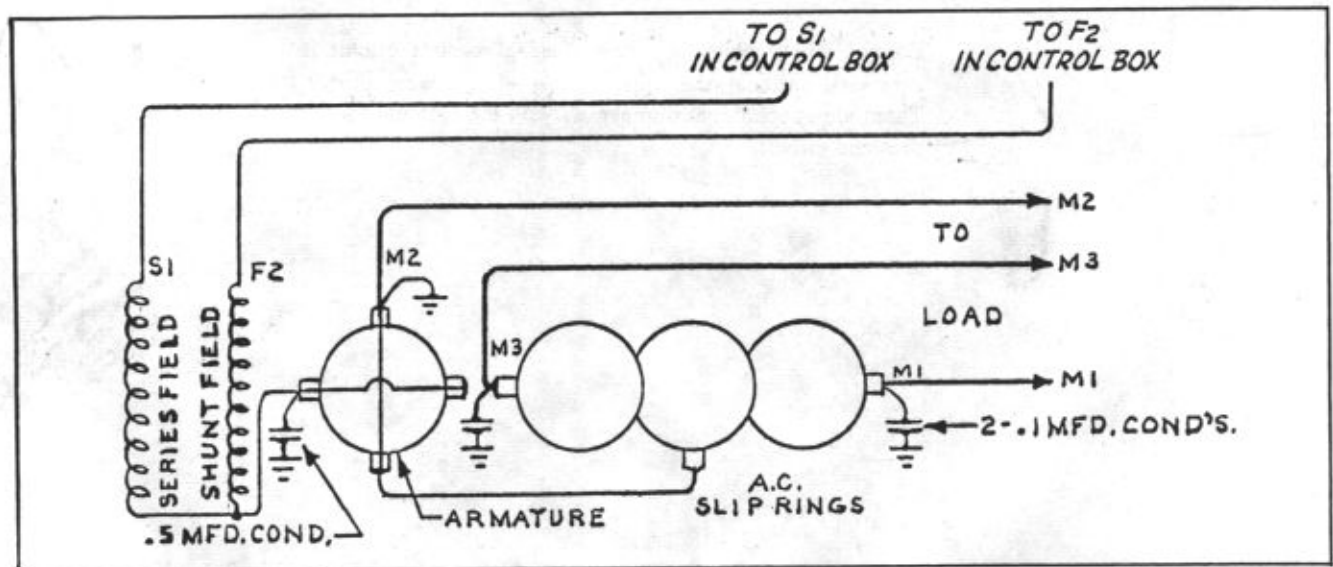 TO S1
IN CONTROL BOX
TO F2
IN CONTROL BOX
M2
TO
M3
LOAD
M1
S1
F2
M2
M3
M1
SERIES FIELD
SHUNT FIELD
2-.1 MFD. COND'S.
A.C.
SLIP RINGS
ARMATURE
.5 MFD. COND.